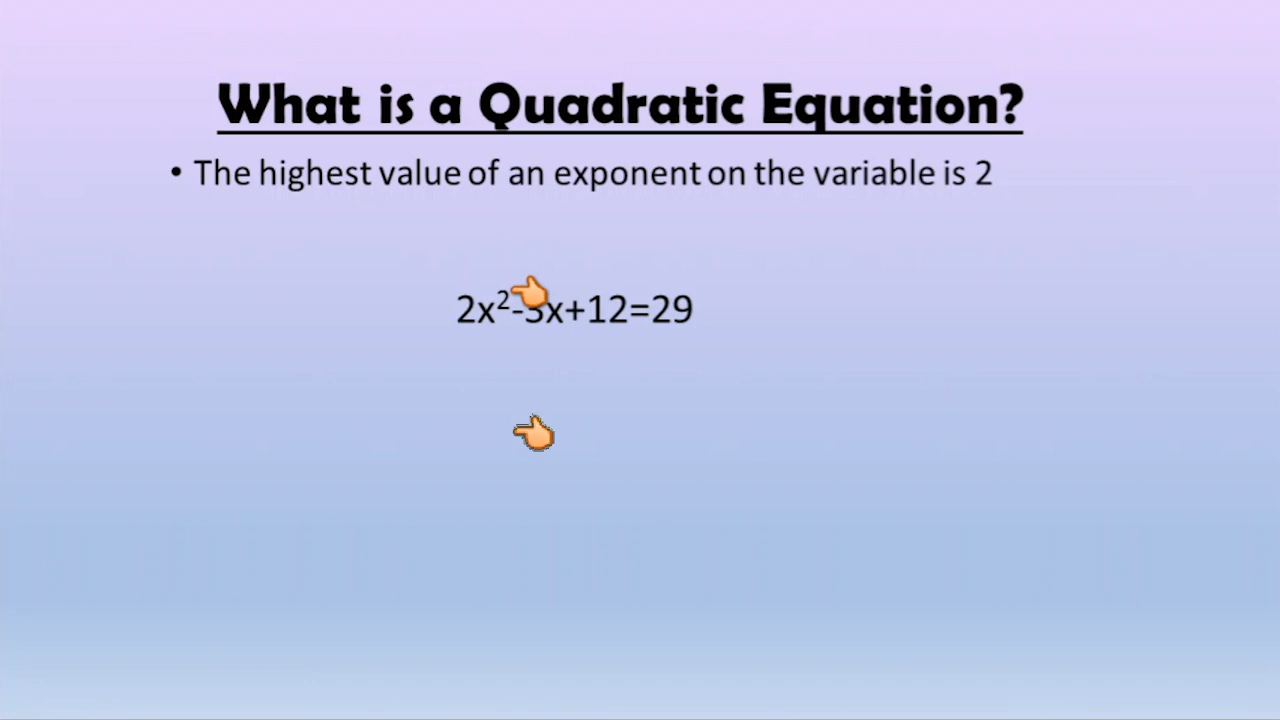 What is a Quadratic Equation?
• The highest value of an exponent on the variable is 2
2x²-3x+12=29